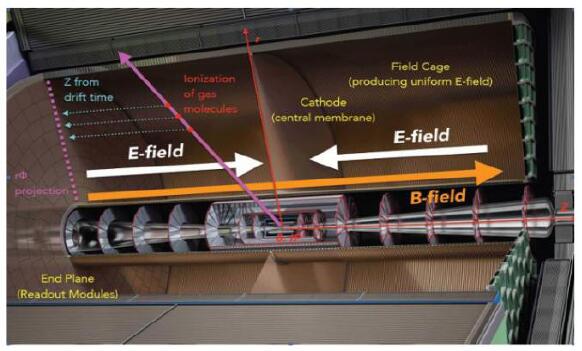 Z from
drift time
Ionization
of gas
molecules
r
Field Cage
(producing uniform E-field)
Cathode
(central membrane)
E-field
E-field
rΦ
projection
B-field
z
End Plane
(Readout Modules)